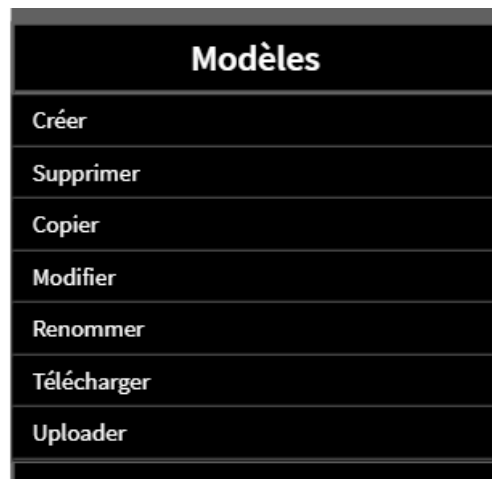 Modèles
Créer
Supprimer
Copier
Modifier
Renommer
Télécharger
Uploader